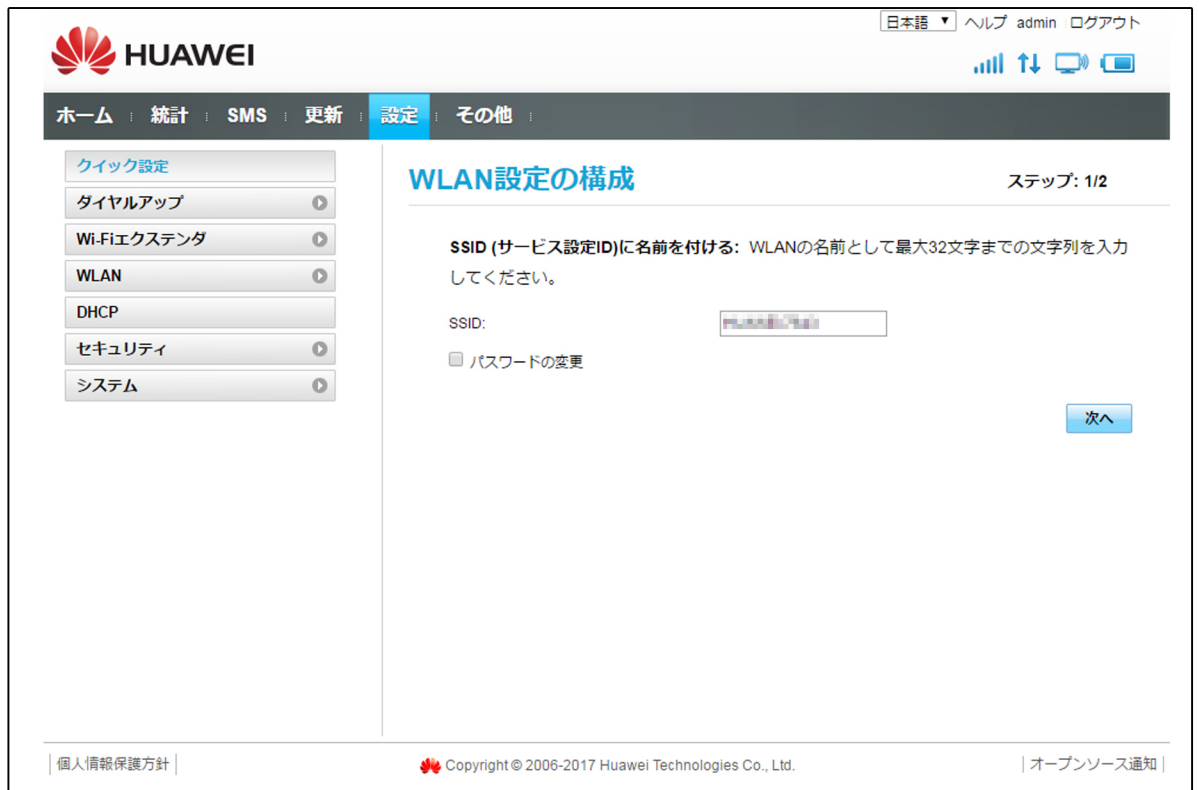 日本語 ヘルプ admin ログアウト
HUAWEI
ホーム 統計 SMS 更新 設定 その他
クイック設定
ダイヤルアップ
Wi-Fiエクステンダ
WLAN
DHCP
セキュリティ
システム
WLAN設定の構成
ステップ: 1/2
SSID (サービス設定ID)に名前を付ける: WLANの名前として最大32文字までの文字列を入力
してください。
SSID:
パスワードの変更
次へ
個人情報保護方針
Copyright © 2006-2017 Huawei Technologies Co., Ltd.
オープンソース通知